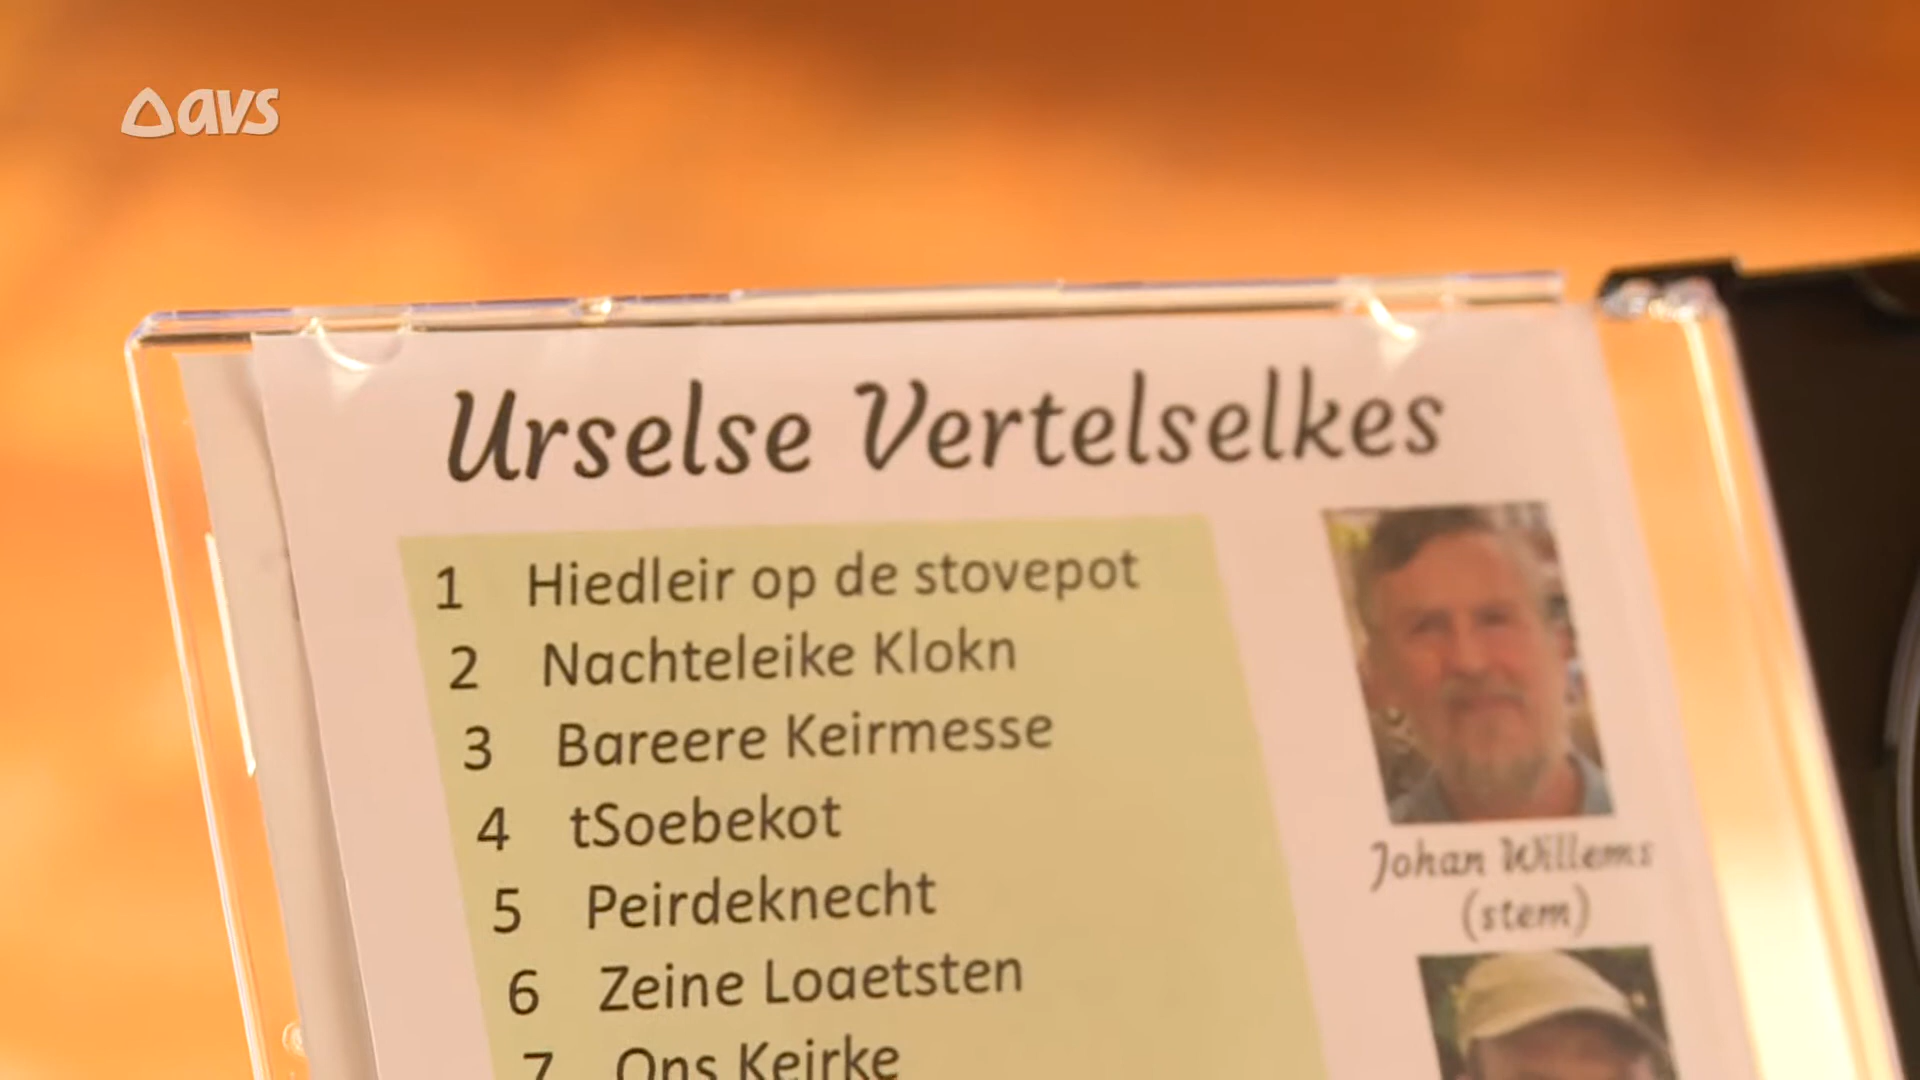 avs
Urselse Vertelselkes
1 Hiedleir op de stovepot
2 Nachteleike Klokn
3 Bareere Keirmesse
4 tSoebekot
5 Peirdeknecht
6 Zeine Loaetsten
7 Ons Keirke
Johan Willems
(stem)